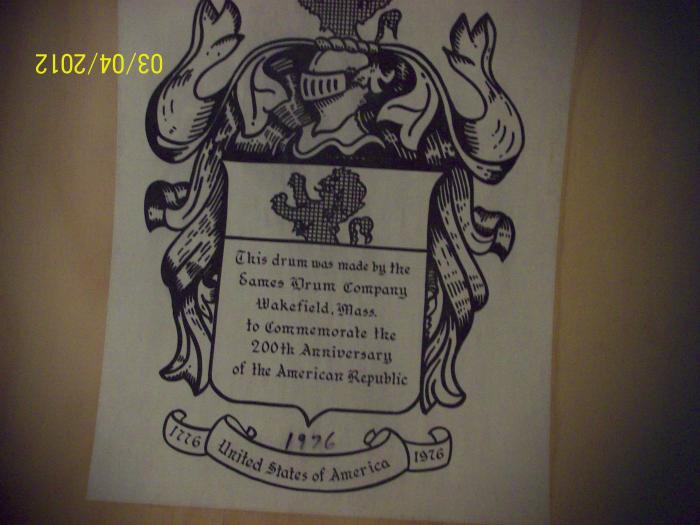 03/04/2012
This drum was made by the
Eames Drum Company
Wakefield, Mass.
to Commemorate the
200th Anniversary
of the American Republic
1976
1776 United States of America 1976